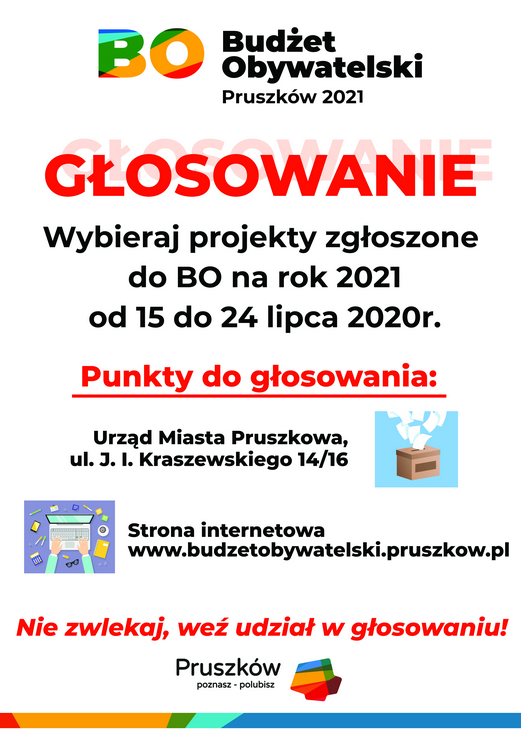 BO Budżet
Obywatelski
Pruszków 2021
GŁOSOWANIE
GŁOSOWANIE
Wybieraj projekty zgłoszone
do BO na rok 2021
od 15 do 24 lipca 2020r.
Punkty do głosowania:
Urząd Miasta Pruszkowa,
ul. J. I. Kraszewskiego 14/16
Strona internetowa
www.budzetobywatelski.pruszkow.pl
Nie zwlekaj, weź udział w głosowaniu!
Pruszków
poznasz - polubisz